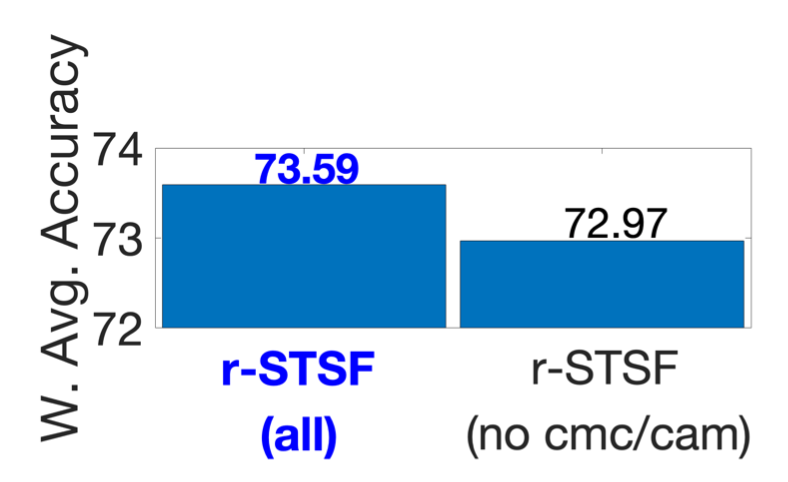 W. Avg. Accuracy
74
73
72
73.59
72.97
r-STSF
(all)
r-STSF
(no cmc/cam)